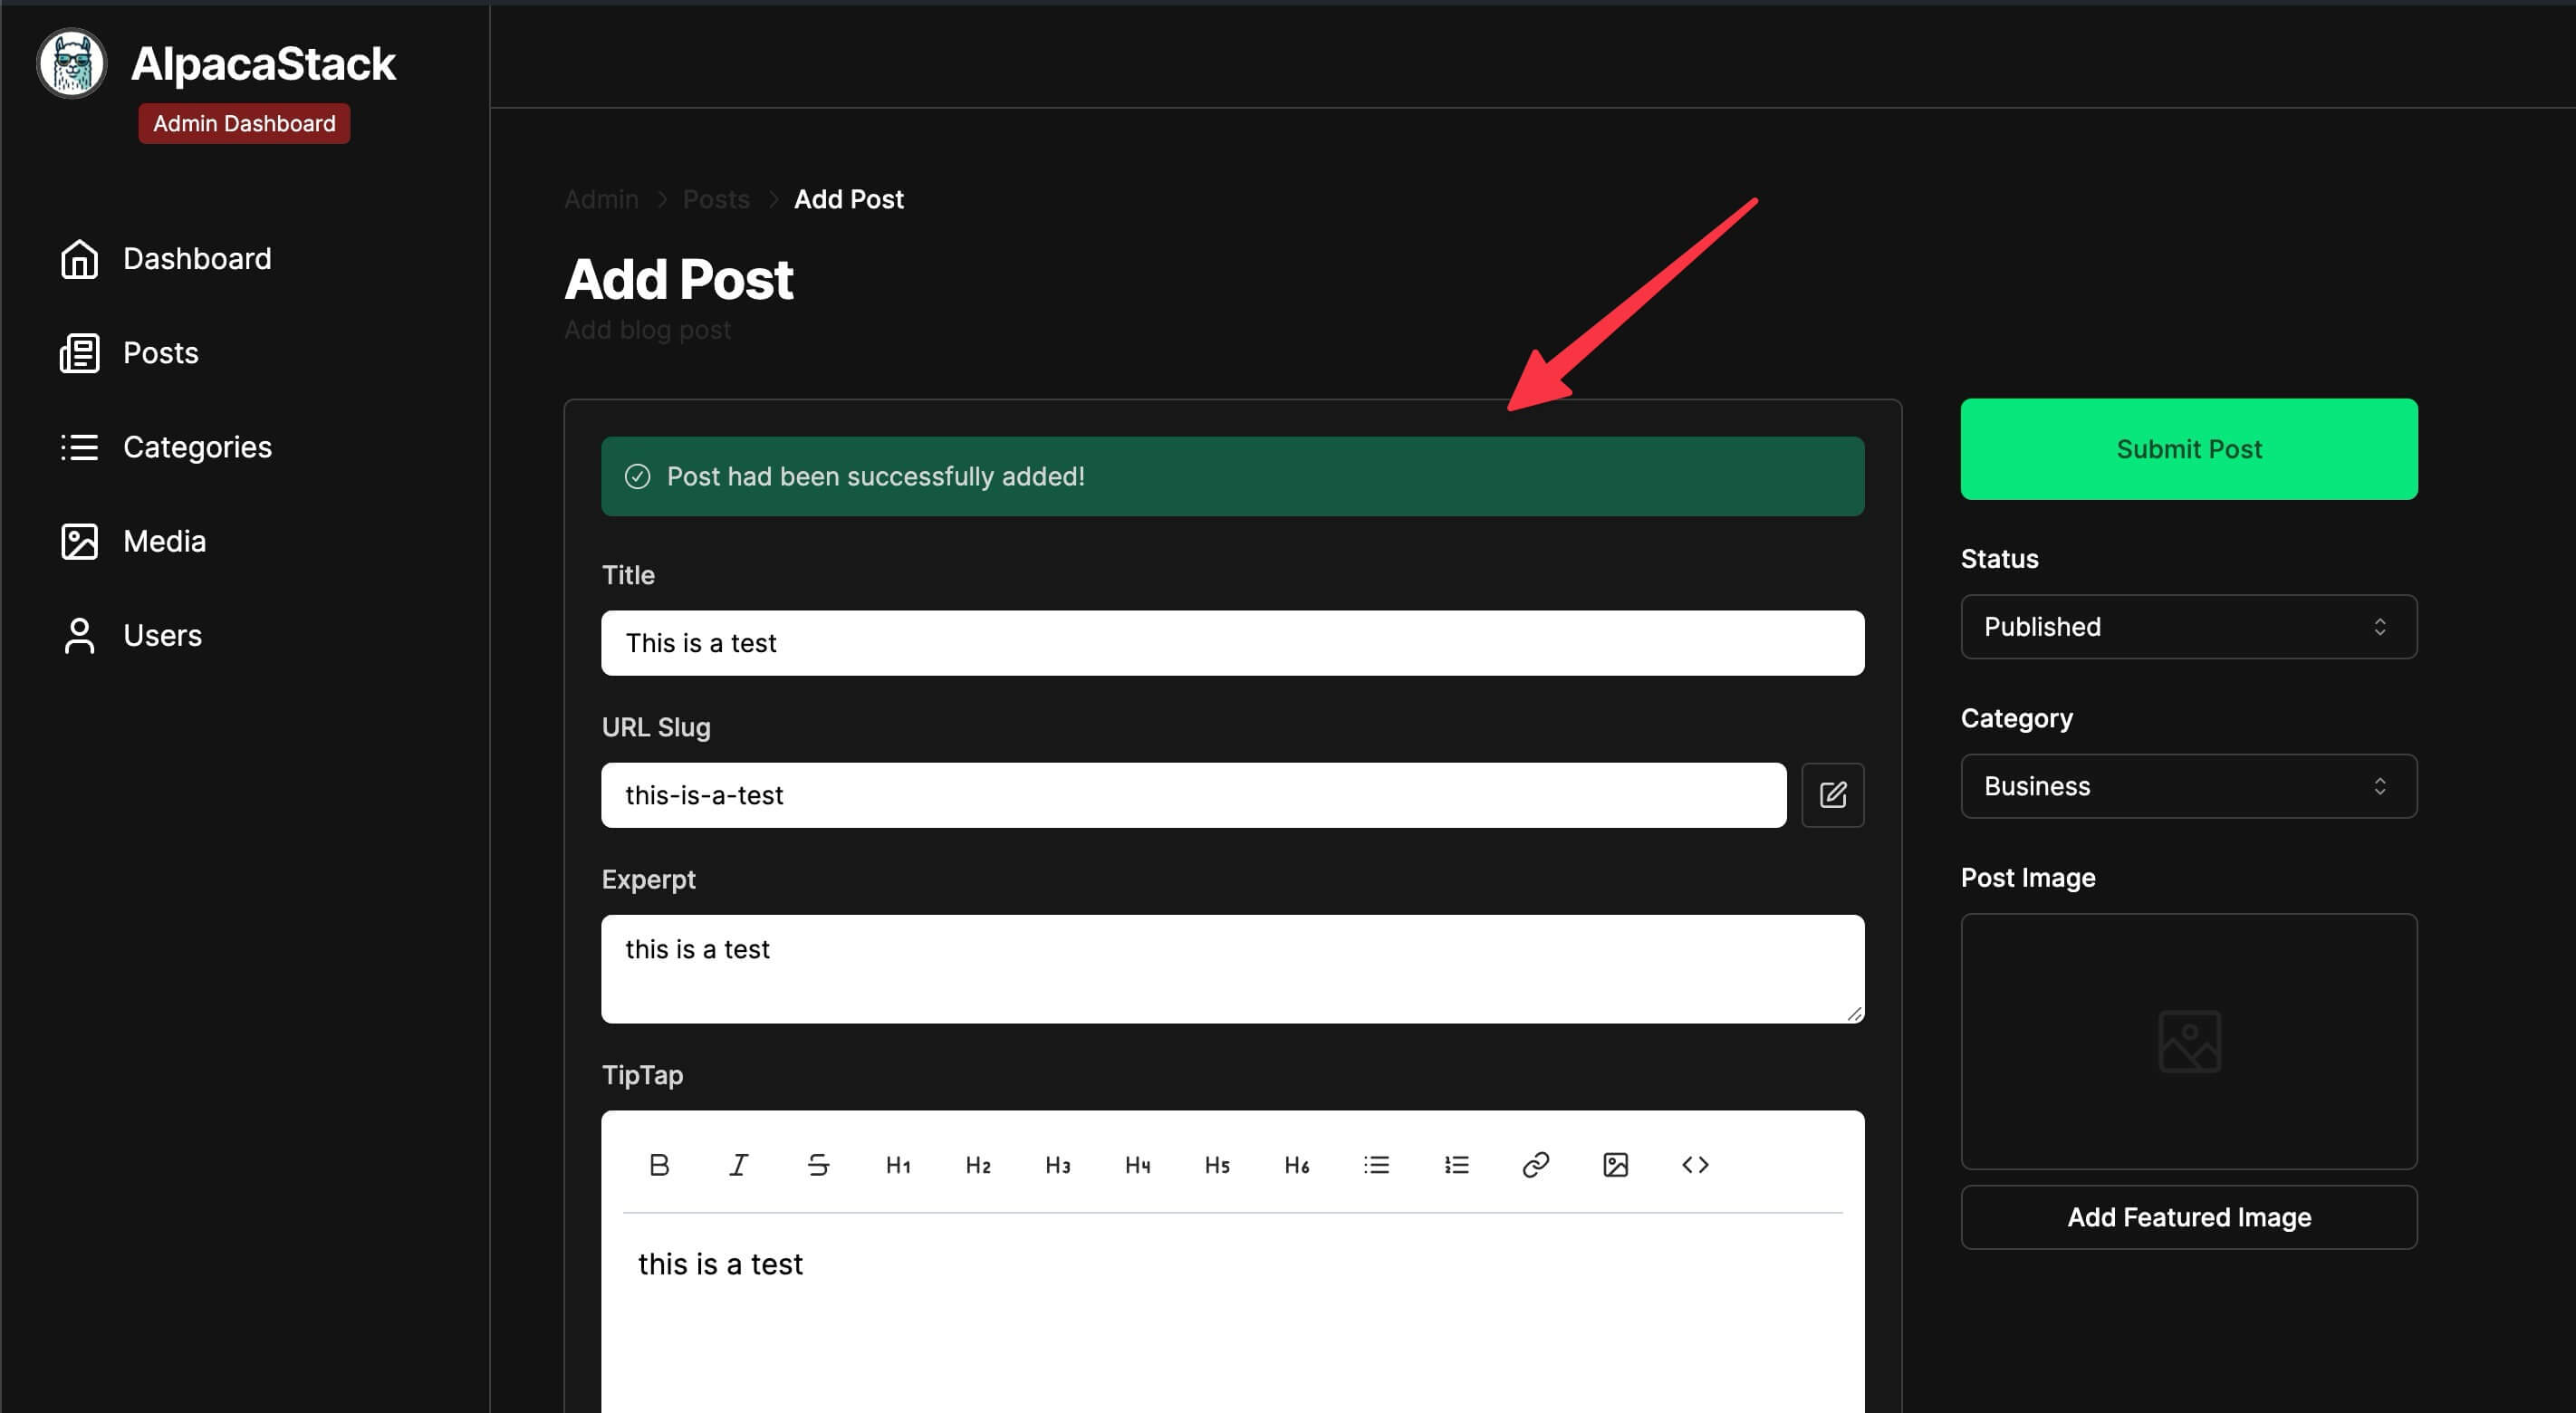 AlpacaStack
Admin Dashboard
Dashboard
Posts
Categories
Media
Users
Admin > Posts > Add Post
Add Post
Add blog post
Post had been successfully added!
Title
This is a test
URL Slug
this-is-a-test
Experpt
this is a test
TipTap
B I S H1 H2 H3 H4 H5 H6
this is a test
Submit Post
Status
Published
Category
Business
Post Image
Add Featured Image